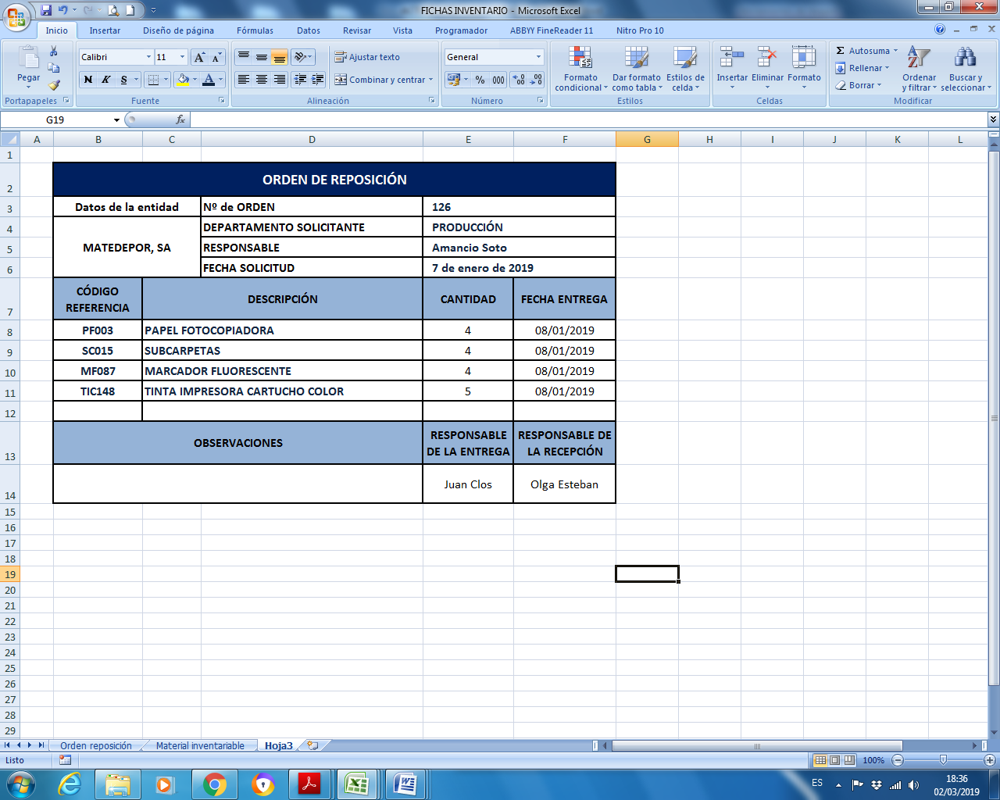 FICHAS INVENTARIO - Microsoft Excel
Inicio Insertar Diseño de página Fórmulas Datos Revisar Vista Programador ABBYY FineReader 11 Nitro Pro 10
Pegar
Calibri 11
N K S
Ajustar texto
Combinar y centrar
General
% 000
Formato condicional
Dar formato como tabla
Estilos de celda
Insertar Eliminar Formato
Σ Autosuma
Rellenar
Borrar
Ordenar y filtrar
Buscar y seleccionar
Portapapeles Fuente Alineación Número Estilos Celdas Modificar
G19 fx
A B C D E F G H I J K L
1
2 ORDEN DE REPOSICIÓN
3 Datos de la entidad Nº de ORDEN 126
4 DEPARTAMENTO SOLICITANTE PRODUCCIÓN
5 MATEDEPOR, SA RESPONSABLE Amancio Soto
6 FECHA SOLICITUD 7 de enero de 2019
7 CÓDIGO REFERENCIA DESCRIPCIÓN CANTIDAD FECHA ENTREGA
8 PF003 PAPEL FOTOCOPIADORA 4 08/01/2019
9 SC015 SUBCARPETAS 4 08/01/2019
10 MF087 MARCADOR FLUORESCENTE 4 08/01/2019
11 TIC148 TINTA IMPRESORA CARTUCHO COLOR 5 08/01/2019
12
13 OBSERVACIONES RESPONSABLE DE LA ENTREGA RESPONSABLE DE LA RECEPCIÓN
14 Juan Clos Olga Esteban
15
16
17
18
19
20
21
22
23
24
25
26
27
28
29
Orden reposición Material inventariable Hoja3
Listo 100%
ES 18:36
02/03/2019